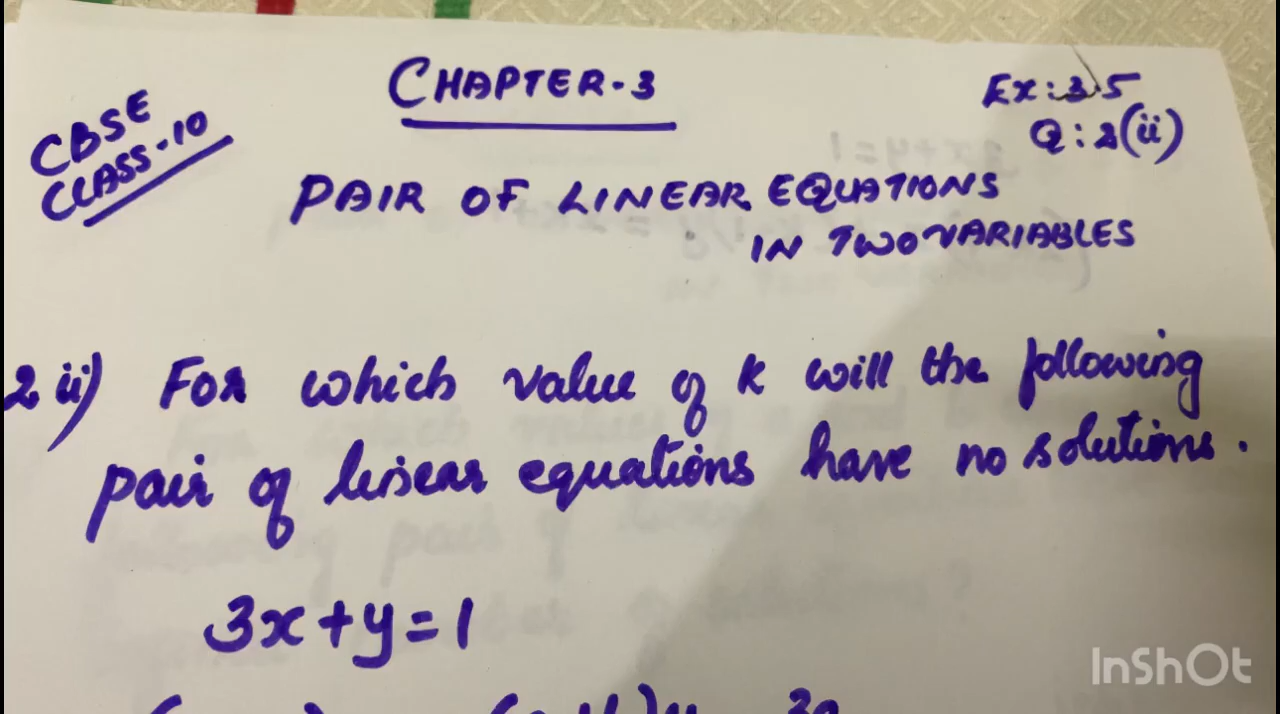 CHAPTER-3
CBSE
CLASS-10
Ex: 3.5
Q: 2(ii)
PAIR OF LINEAR EQUATIONS
IN TWO VARIABLES
2 ii) For which value of k will the following
pair of linear equations have no solutions.
3x+y=1
InShOt